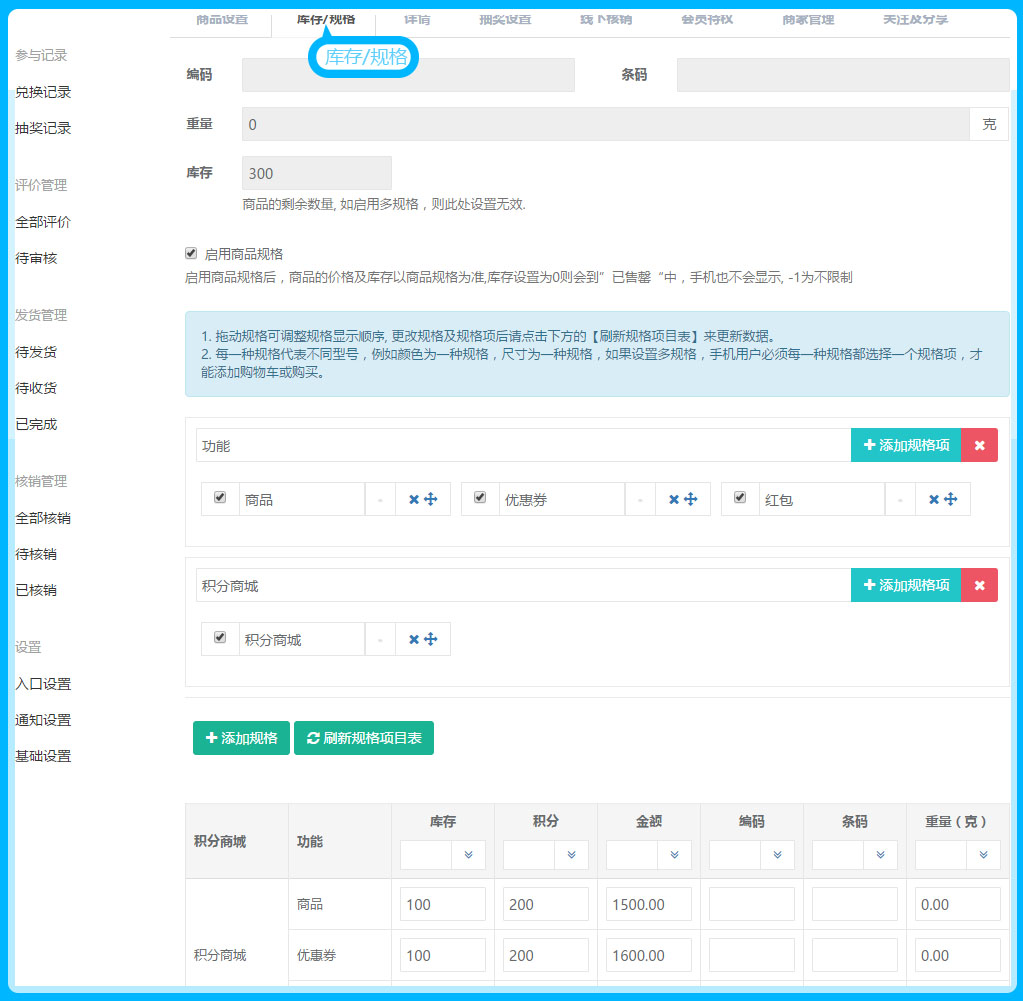 商品设置 库存/规格 详情 抽奖设置 线下核销 会员特权 商家管理 关注及分享
库存/规格
参与记录
兑换记录
抽奖记录
评价管理
全部评价
待审核
发货管理
待发货
待收货
已完成
核销管理
全部核销
待核销
已核销
设置
入口设置
通知设置
基础设置
编码 条码
重量 0 克
库存 300
商品的剩余数量, 如启用多规格，则此处设置无效.
启用商品规格
启用商品规格后，商品的价格及库存以商品规格为准,库存设置为0则会到”已售罄“中，手机也不会显示, -1为不限制
1. 拖动规格可调整规格显示顺序, 更改规格及规格项后请点击下方的【刷新规格项目表】来更新数据。
2. 每一种规格代表不同型号，例如颜色为一种规格，尺寸为一种规格，如果设置多规格，手机用户必须每一种规格都选择一个规格项，才
能添加购物车或购买。
功能 添加规格项
商品 - 优惠券 - 红包 -
积分商城 添加规格项
积分商城 -
添加规格 刷新规格项目表
积分商城 功能 库存 积分 金额 编码 条码 重量（克）
商品 100 200 1500.00 0.00
积分商城 优惠券 100 200 1600.00 0.00